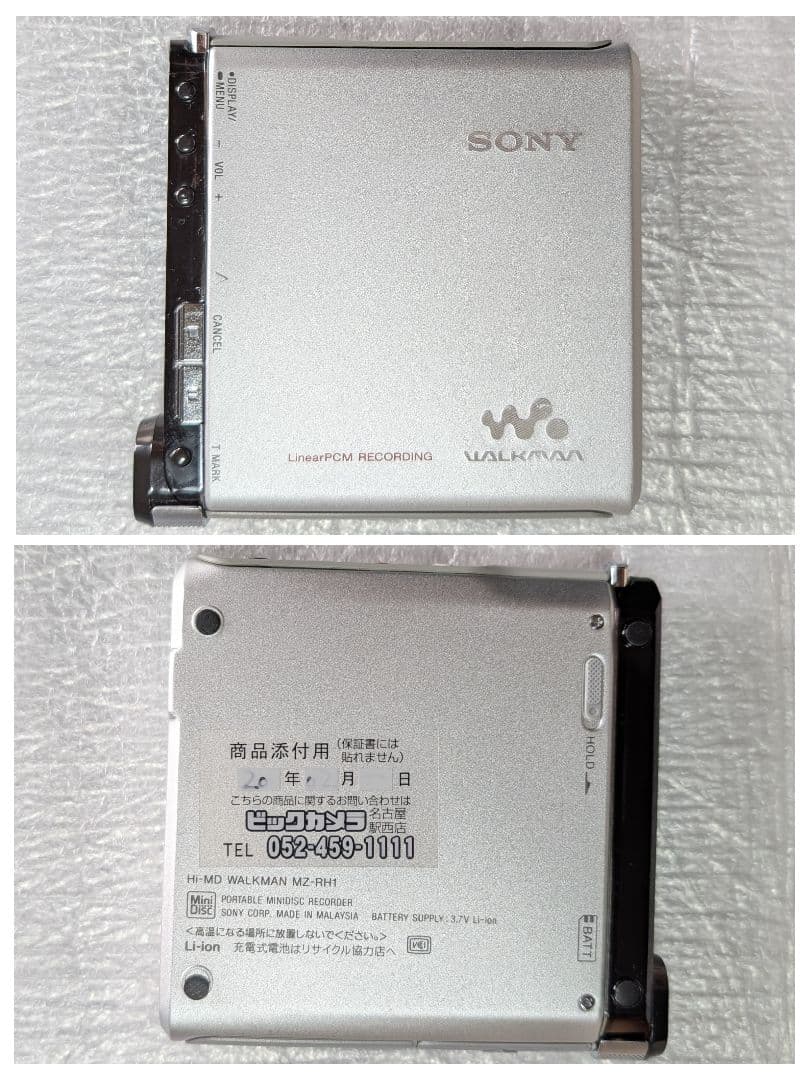 SONY
WALKMAN
LinearPCM RECORDING
•DISPLAY/
●MENU
− VOL +
CANCEL
T MARK
商品添付用 (保証書には
貼れません)
年 月 日
こちらの商品に関するお問い合わせは
ビックカメラ 名古屋
駅西店
TEL 052-459-1111
HOLD
Hi-MD WALKMAN MZ-RH1
Mini
DISC
PORTABLE MINIDISC RECORDER
SONY CORP. MADE IN MALAYSIA BATTERY SUPPLY : 3.7V Li-ion
<高温になる場所に放置しないでください。>
Li-ion 充電式電池はリサイクル協力店へ
VCI
BATT